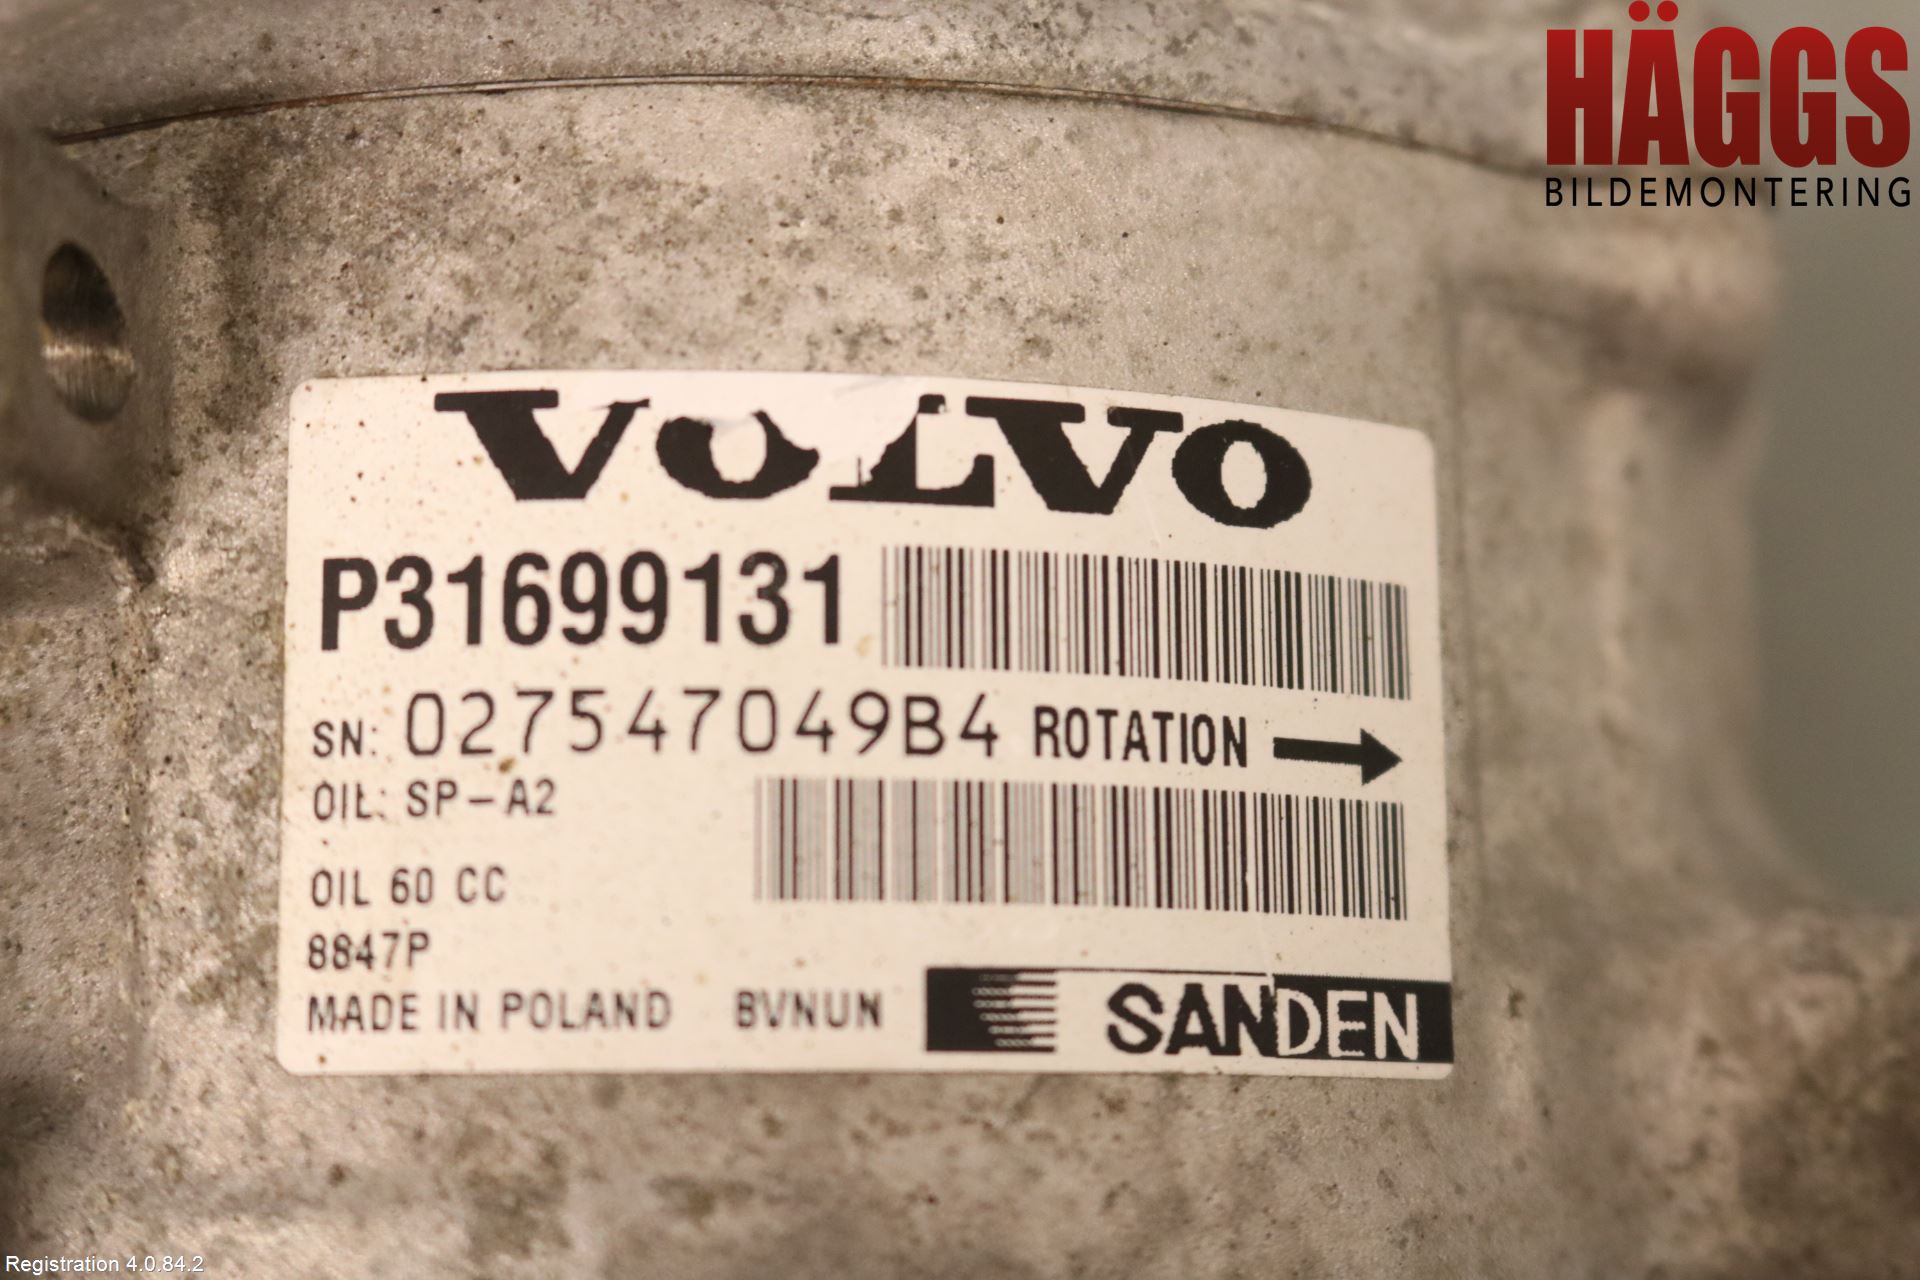 HÄGGS
BILDEMONTERING
VOLVO
P31699131
SN: 027547049B4 ROTATION →
OIL: SP-A2
OIL 60 CC
8847P
MADE IN POLAND BVNUN SANDEN
Registration 4.0.84.2